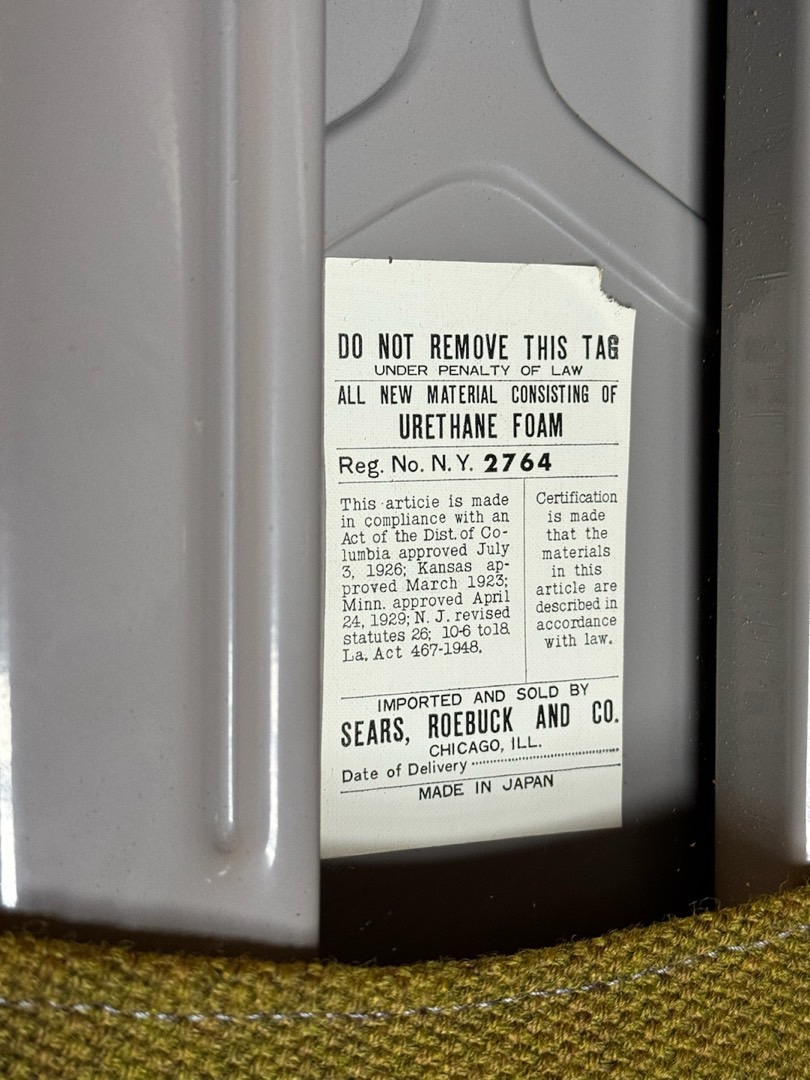 DO NOT REMOVE THIS TAG
UNDER PENALTY OF LAW
ALL NEW MATERIAL CONSISTING OF
URETHANE FOAM
Reg. No. N.Y. 2764
This articie is made
in compliance with an
Act of the Dist. of Co-
lumbia approved July
3, 1926; Kansas ap-
proved March 1923;
Minn. approved April
24, 1929; N. J. revised
statutes 26; 10-6 to18.
La. Act 467-1948.
Certification
is made
that the
materials
in this
article are
described in
accordance
with law.
IMPORTED AND SOLD BY
SEARS, ROEBUCK AND CO.
CHICAGO, ILL.
Date of Delivery
MADE IN JAPAN